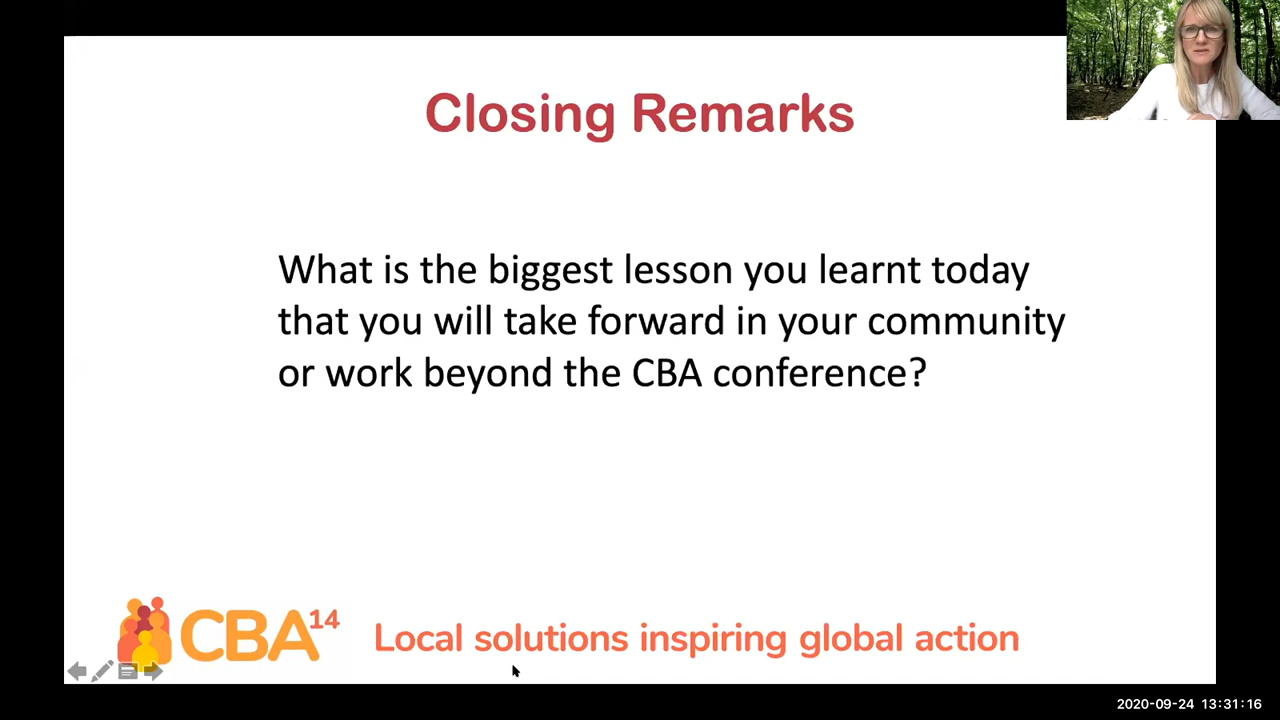 Closing Remarks
What is the biggest lesson you learnt today
that you will take forward in your community
or work beyond the CBA conference?
CBA14 Local solutions inspiring global action
2020-09-24 13:31:16